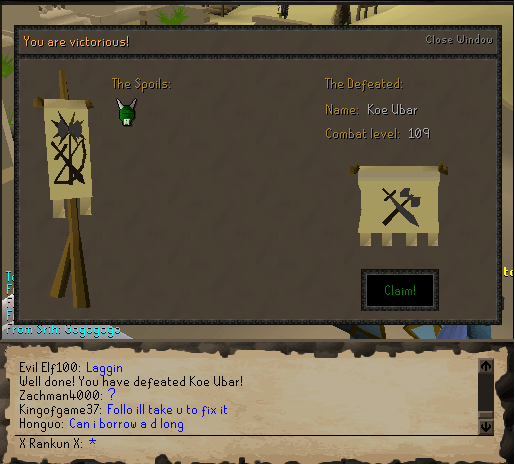 You are victorious!
Close Window
The Spoils:
The Defeated:
Name: Koe Ubar
Combat level: 109
Claim!
Evil Elf100: Laggin
Well done! You have defeated Koe Ubar!
Zachman4000: ?
Kingofgame37: Follo ill take u to fix it
Honguo: Can i borrow a d long
X Rankun X: *